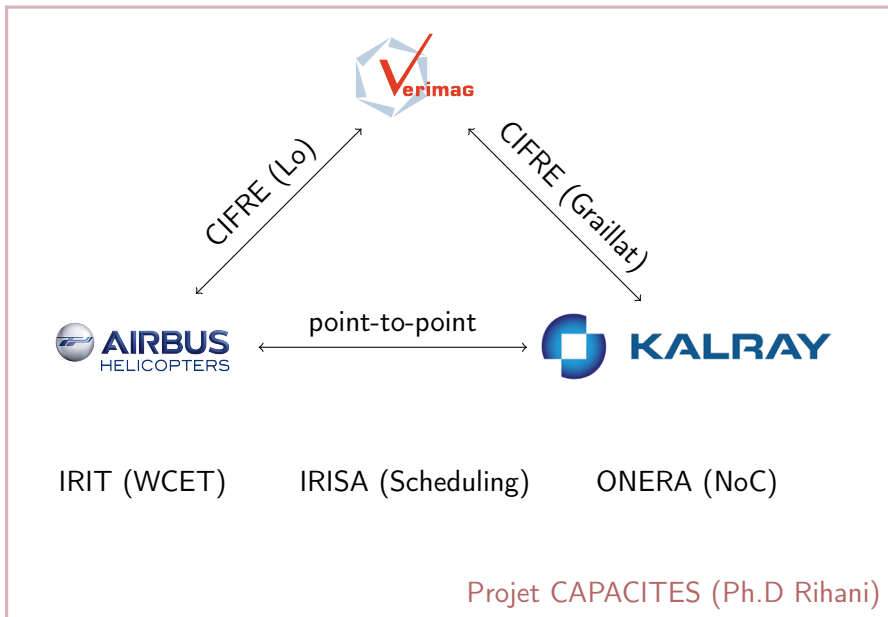 Verimag
CIFRE (Lo)
CIFRE (Graillat)
AIRBUS
HELICOPTERS
point-to-point
KALRAY
IRIT (WCET)
IRISA (Scheduling)
ONERA (NoC)
Projet CAPACITES (Ph.D Rihani)